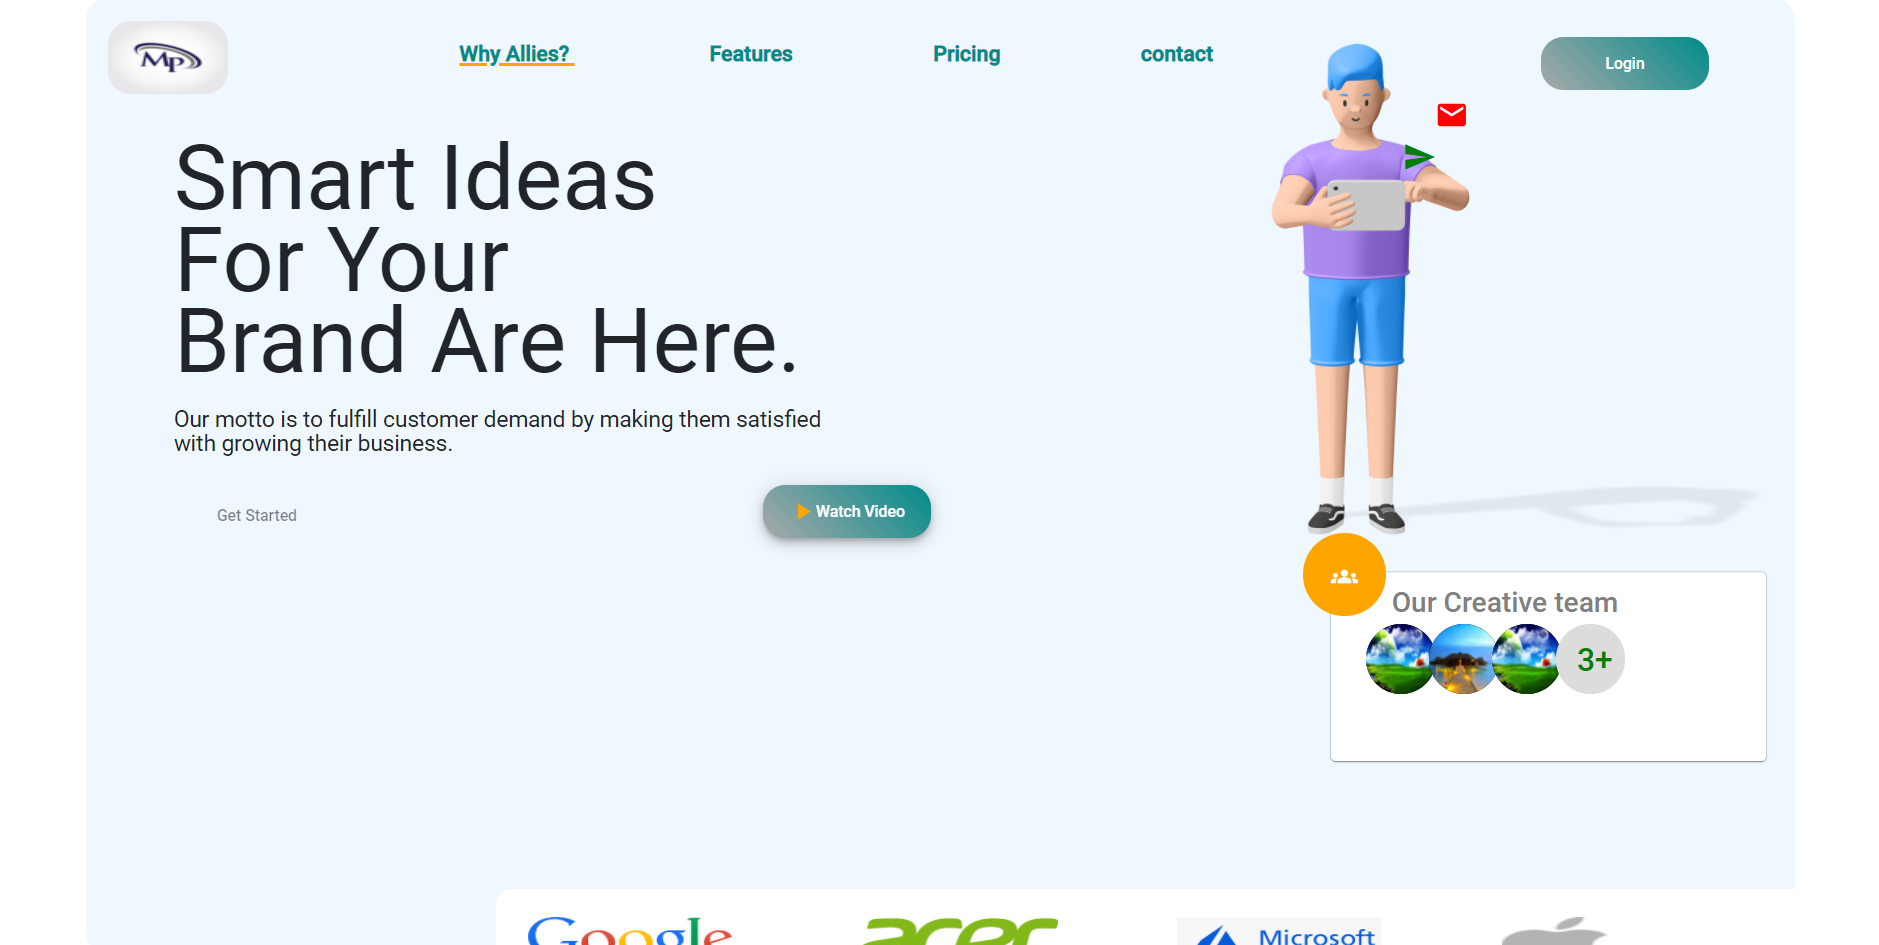 MP
Why Allies?
Features
Pricing
contact
Login
Smart Ideas
For Your
Brand Are Here.
Our motto is to fulfill customer demand by making them satisfied
with growing their business.
Get Started
Watch Video
Our Creative team
3+
Google
acer
Microsoft